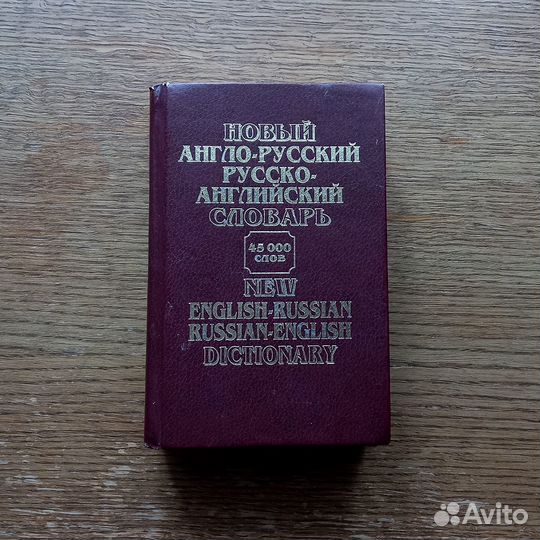 НОВЫЙ
АНГЛО-РУССКИЙ
РУССКО-
АНГЛИЙСКИЙ
СЛОВАРЬ
45 000
СЛОВ
NEW
ENGLISH-RUSSIAN
RUSSIAN-ENGLISH
DICTIONARY
Avito